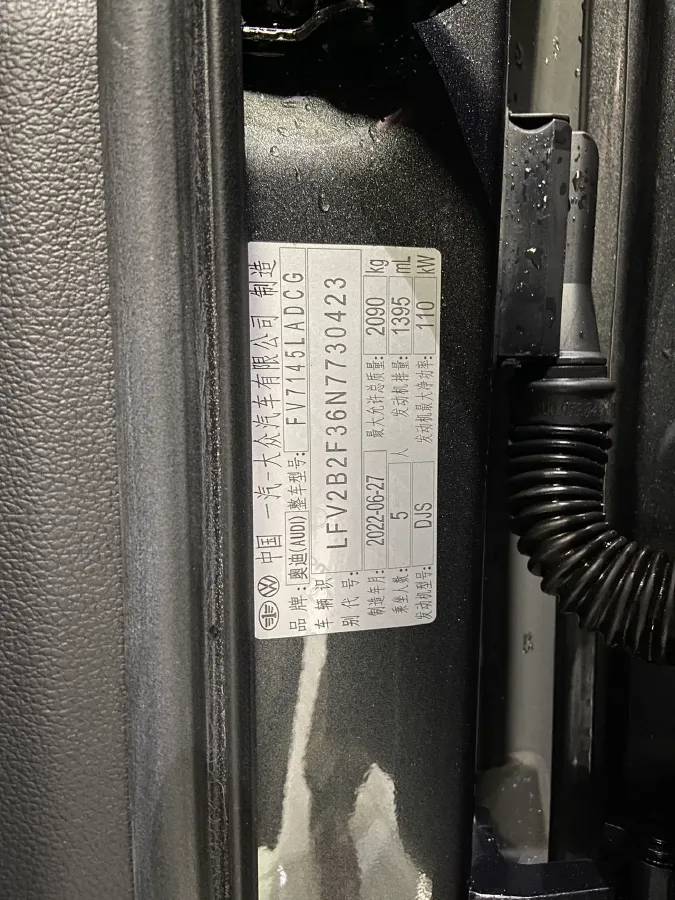 中国 一汽-大众汽车有限公司 制造
品牌: 奥迪(AUDI) 整车型号: FV7145LADCG
车辆识别代号: LFV2B2F36N7730423
制造年月: 2022-06-27 最大允许总质量: 2090 kg
乘坐人数: 5 人 发动机排量: 1395 mL
发动机型号: DJS 发动机最大净功率: 110 kW